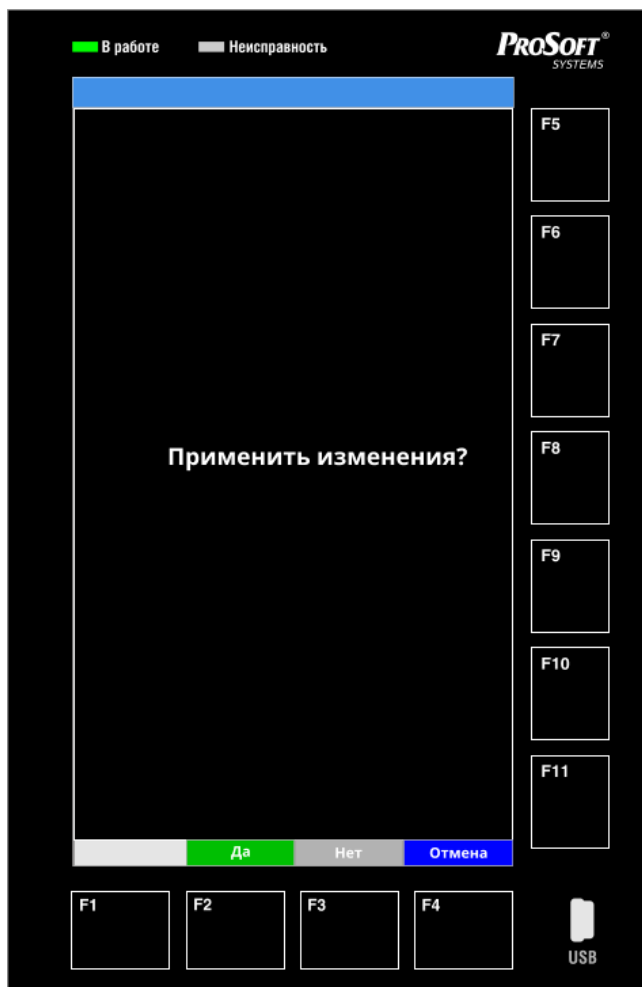 В работе
Неисправность
PROSOFT®
SYSTEMS
F5
F6
F7
Применить изменения?
F8
F9
F10
F11
Да
Нет
Отмена
F1
F2
F3
F4
USB